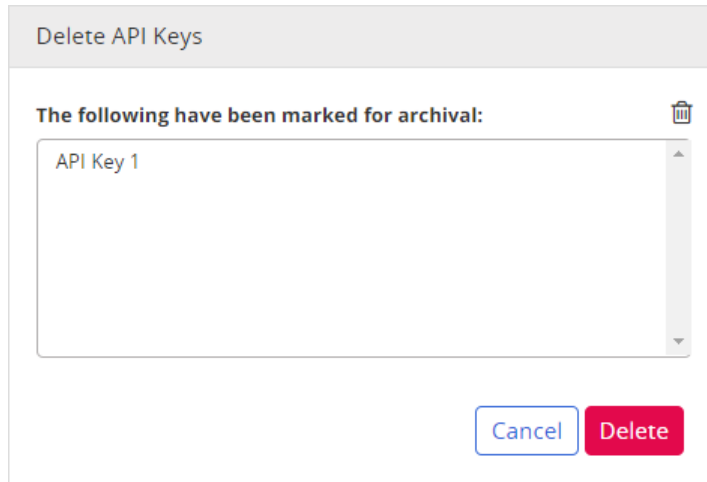 Delete API Keys
The following have been marked for archival:
API Key 1
Cancel Delete